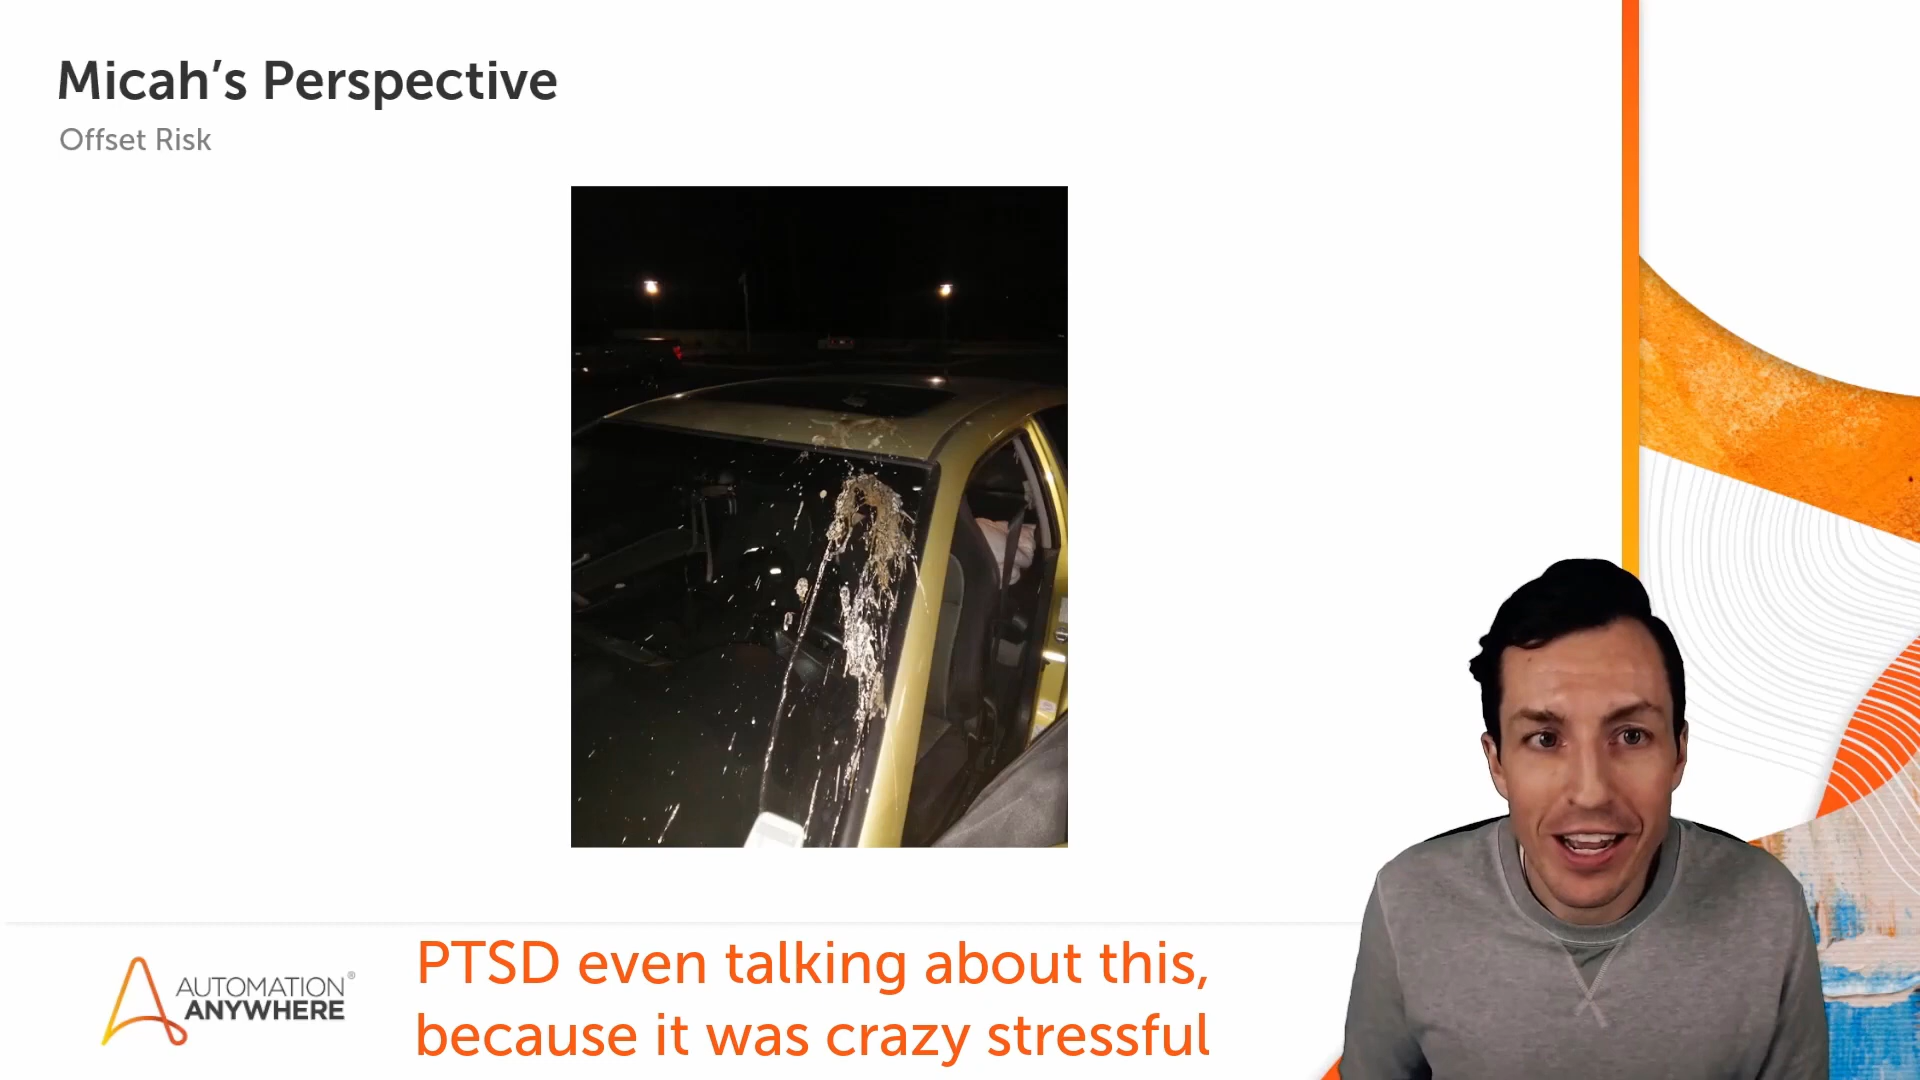 Micah’s Perspective
Offset Risk
AUTOMATION®
ANYWHERE
PTSD even talking about this,
because it was crazy stressful